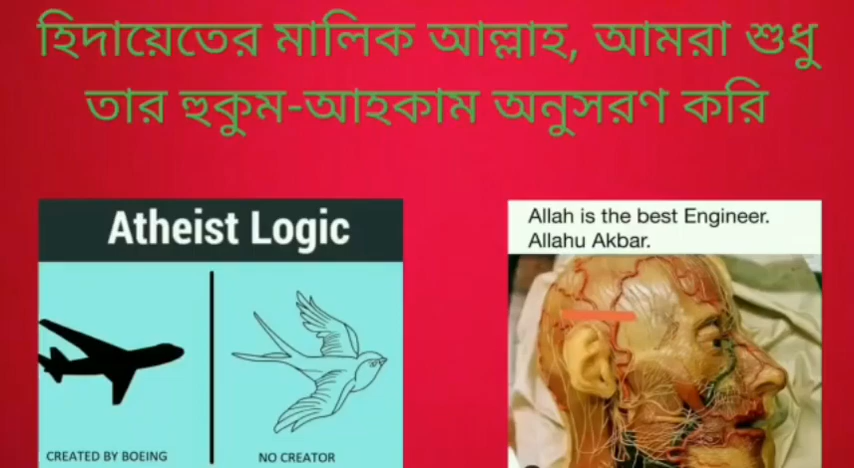 হিদায়েতের মালিক আল্লাহ, আমরা শুধু
তার হুকুম-আহকাম অনুসরণ করি
Atheist Logic
CREATED BY BOEING
NO CREATOR
Allah is the best Engineer.
Allahu Akbar.